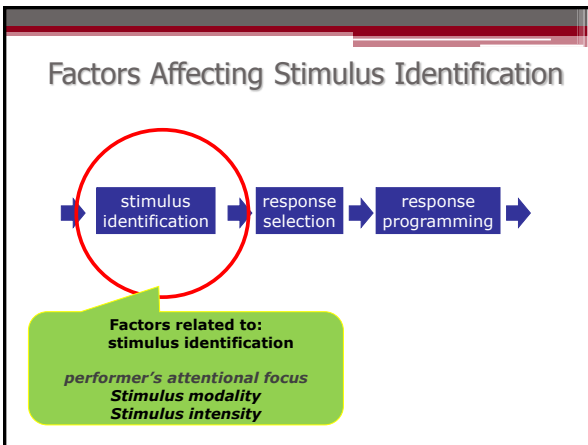 Factors Affecting Stimulus Identification
stimulus
identification
response
selection
response
programming
Factors related to:
stimulus identification
performer's attentional focus
Stimulus modality
Stimulus intensity